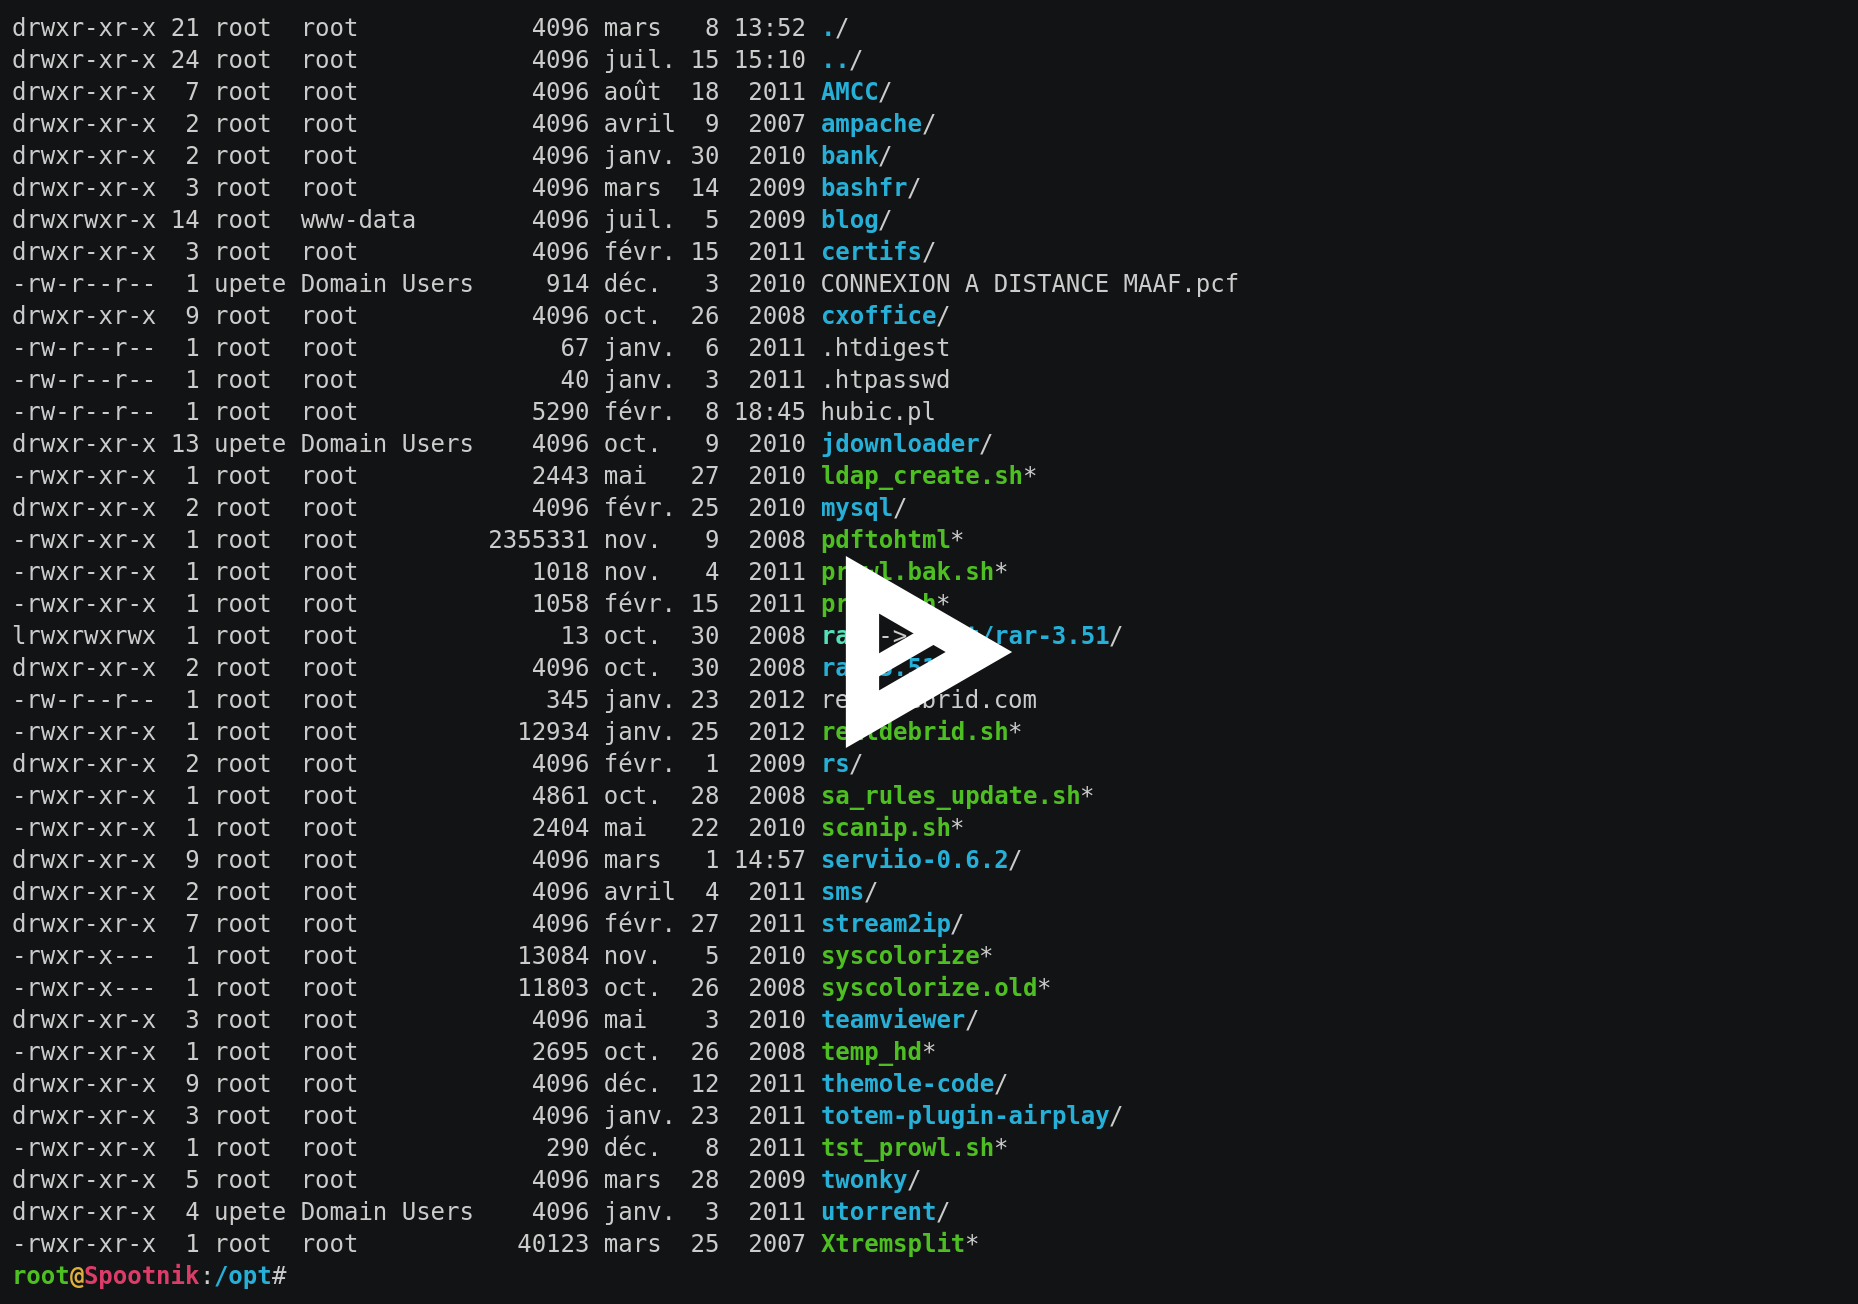 drwxr-xr-x 21 root  root            4096 mars   8 13:52 ./
drwxr-xr-x 24 root  root            4096 juil. 15 15:10 ../
drwxr-xr-x  7 root  root            4096 août  18  2011 AMCC/
drwxr-xr-x  2 root  root            4096 avril  9  2007 ampache/
drwxr-xr-x  2 root  root            4096 janv. 30  2010 bank/
drwxr-xr-x  3 root  root            4096 mars  14  2009 bashfr/
drwxrwxr-x 14 root  www-data        4096 juil.  5  2009 blog/
drwxr-xr-x  3 root  root            4096 févr. 15  2011 certifs/
-rw-r--r--  1 upete Domain Users     914 déc.   3  2010 CONNEXION A DISTANCE MAAF.pcf
drwxr-xr-x  9 root  root            4096 oct.  26  2008 cxoffice/
-rw-r--r--  1 root  root              67 janv.  6  2011 .htdigest
-rw-r--r--  1 root  root              40 janv.  3  2011 .htpasswd
-rw-r--r--  1 root  root            5290 févr.  8 18:45 hubic.pl
drwxr-xr-x 13 upete Domain Users    4096 oct.   9  2010 jdownloader/
-rwxr-xr-x  1 root  root            2443 mai   27  2010 ldap_create.sh*
drwxr-xr-x  2 root  root            4096 févr. 25  2010 mysql/
-rwxr-xr-x  1 root  root         2355331 nov.   9  2008 pdftohtml*
-rwxr-xr-x  1 root  root            1018 nov.   4  2011 prowl.bak.sh*
-rwxr-xr-x  1 root  root            1058 févr. 15  2011
lrwxrwxrwx  1 root  root              13 oct.  30  2008 -> /rar-3.51/
drwxr-xr-x  2 root  root            4096 oct.  30  2008
-rw-r--r--  1 root  root             345 janv. 23  2012
-rwxr-xr-x  1 root  root           12934 janv. 25  2012 realdebrid.sh*
drwxr-xr-x  2 root  root            4096 févr.  1  2009 rs/
-rwxr-xr-x  1 root  root            4861 oct.  28  2008 sa_rules_update.sh*
-rwxr-xr-x  1 root  root            2404 mai   22  2010 scanip.sh*
drwxr-xr-x  9 root  root            4096 mars   1 14:57 serviio-0.6.2/
drwxr-xr-x  2 root  root            4096 avril  4  2011 sms/
drwxr-xr-x  7 root  root            4096 févr. 27  2011 stream2ip/
-rwxr-x---  1 root  root           13084 nov.   5  2010 syscolorize*
-rwxr-x---  1 root  root           11803 oct.  26  2008 syscolorize.old*
drwxr-xr-x  3 root  root            4096 mai    3  2010 teamviewer/
-rwxr-xr-x  1 root  root            2695 oct.  26  2008 temp_hd*
drwxr-xr-x  9 root  root            4096 déc.  12  2011 themole-code/
drwxr-xr-x  3 root  root            4096 janv. 23  2011 totem-plugin-airplay/
-rwxr-xr-x  1 root  root             290 déc.   8  2011 tst_prowl.sh*
drwxr-xr-x  5 root  root            4096 mars  28  2009 twonky/
drwxr-xr-x  4 upete Domain Users    4096 janv.  3  2011 utorrent/
-rwxr-xr-x  1 root  root           40123 mars  25  2007 Xtremsplit*
root@Spootnik:/opt#